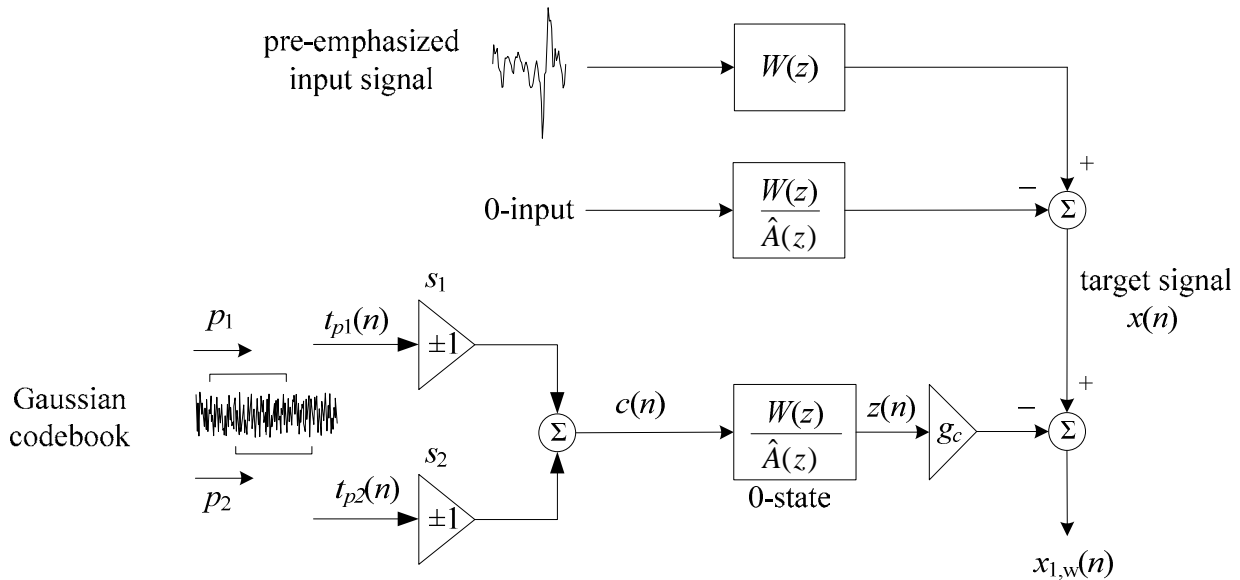 pre-emphasized
input signal
W(z)
+
0-input
W(z)
Â(z)
−
Σ
target signal
x(n)
s₁
p₁
tₚ₁(n)
±1
+
Gaussian
codebook
Σ
c(n)
W(z)
Â(z)
z(n)
g_c
−
Σ
0-state
s₂
p₂
tₚ₂(n)
±1
x₁,w(n)